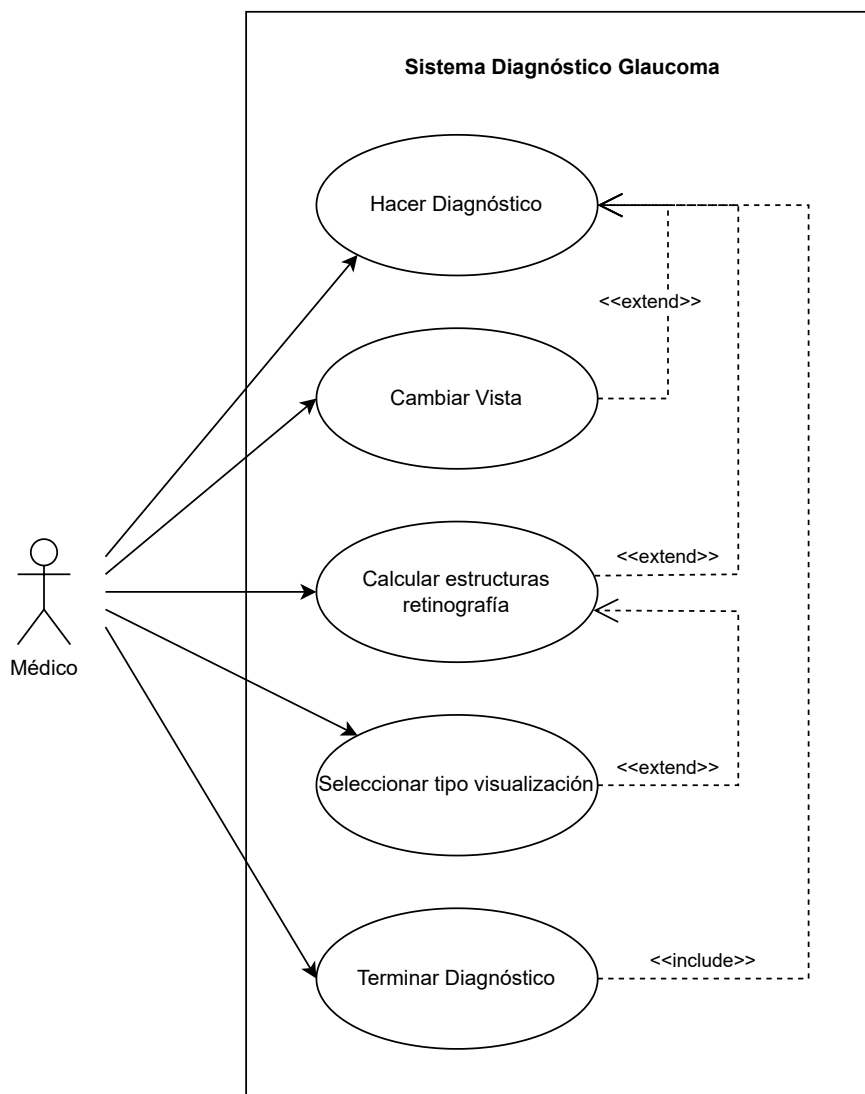 Sistema Diagnóstico Glaucoma
Hacer Diagnóstico
<<extend>>
Cambiar Vista
<<extend>>
Calcular estructuras
retinografía
Médico
<<extend>>
Seleccionar tipo visualización
<<include>>
Terminar Diagnóstico